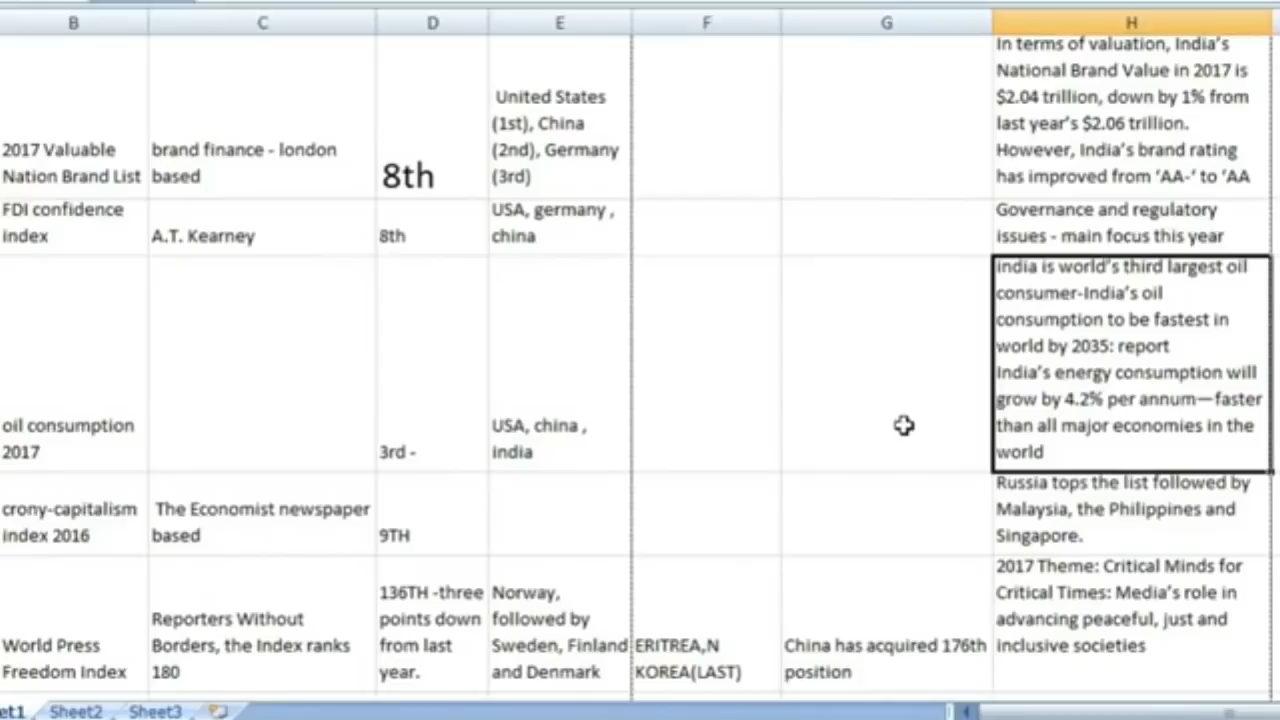 B C D E F G H
2017 Valuable
Nation Brand List
brand finance - london
based
8th
United States
(1st), China
(2nd), Germany
(3rd)
In terms of valuation, India’s
National Brand Value in 2017 is
$2.04 trillion, down by 1% from
last year’s $2.06 trillion.
However, India’s brand rating
has improved from ‘AA-’ to ‘AA
FDI confidence
index
A.T. Kearney
8th
USA, germany ,
china
Governance and regulatory
issues - main focus this year
oil consumption
2017
3rd -
USA, china ,
india
india is world’s third largest oil
consumer-India’s oil
consumption to be fastest in
world by 2035: report
India’s energy consumption will
grow by 4.2% per annum—faster
than all major economies in the
world
crony-capitalism
index 2016
The Economist newspaper
based
9TH
Russia tops the list followed by
Malaysia, the Philippines and
Singapore.
World Press
Freedom Index
Reporters Without
Borders, the Index ranks
180
136TH -three
points down
from last
year.
Norway,
followed by
Sweden, Finland
and Denmark
ERITREA,N
KOREA(LAST)
China has acquired 176th
position
2017 Theme: Critical Minds for
Critical Times: Media’s role in
advancing peaceful, just and
inclusive societies
et1 Sheet2 Sheet3